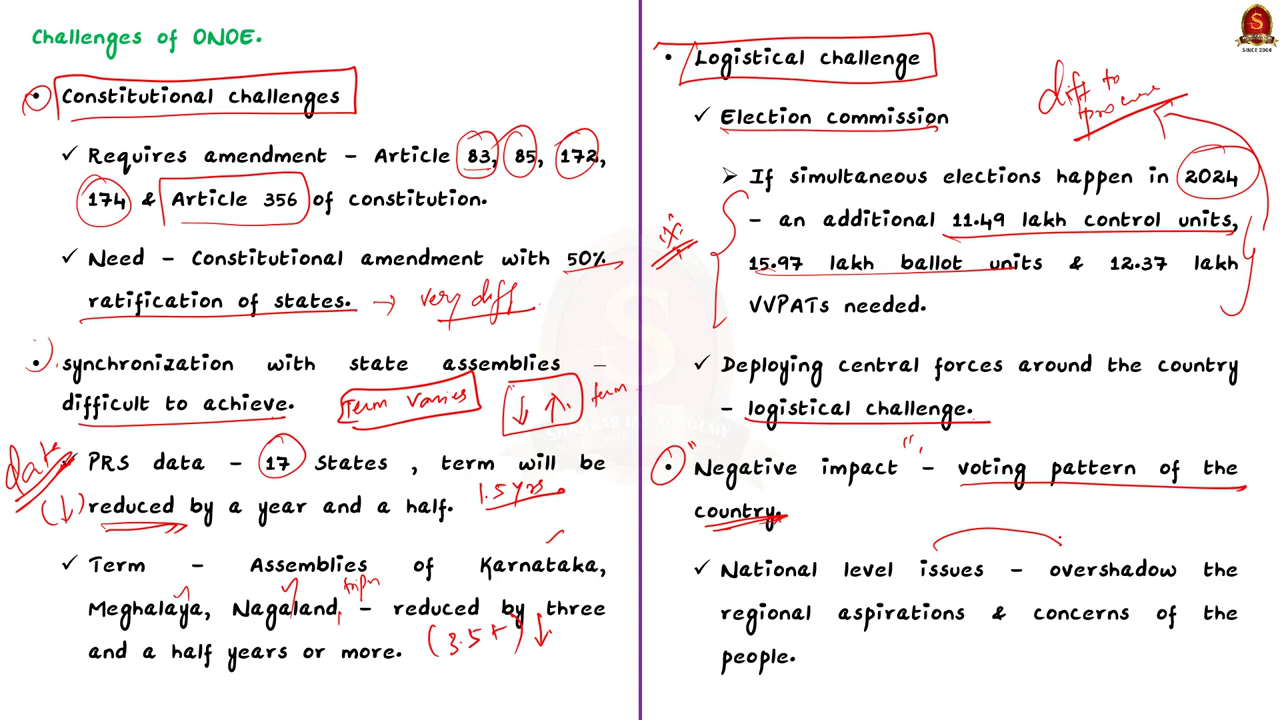 Challenges of ONOE.
• Constitutional challenges
✓ Requires amendment – Article 83, 85, 172,
174 & Article 356 of constitution.
✓ Need – Constitutional amendment with 50%
ratification of states. → very diff
• synchronization with state assemblies –
difficult to achieve. Term varies ↓ ↑ term
data
✓ PRS data – 17 States , term will be
(↓) reduced by a year and a half. 1.5 yrs
✓ Term – Assemblies of Karnataka,
Meghalaya, Nagaland, – reduced by three
and a half years or more. (3.5+) ↓
S
SINCE 2004
• Logistical challenge
diff to
procure
✓ Election commission
➢ If simultaneous elections happen in 2024
– an additional 11.49 lakh control units,
15.97 lakh ballot units & 12.37 lakh
VVPATs needed.
✓ Deploying central forces around the country
– logistical challenge.
• Negative impact – voting pattern of the
country.
✓ National level issues – overshadow the
regional aspirations & concerns of the
people.